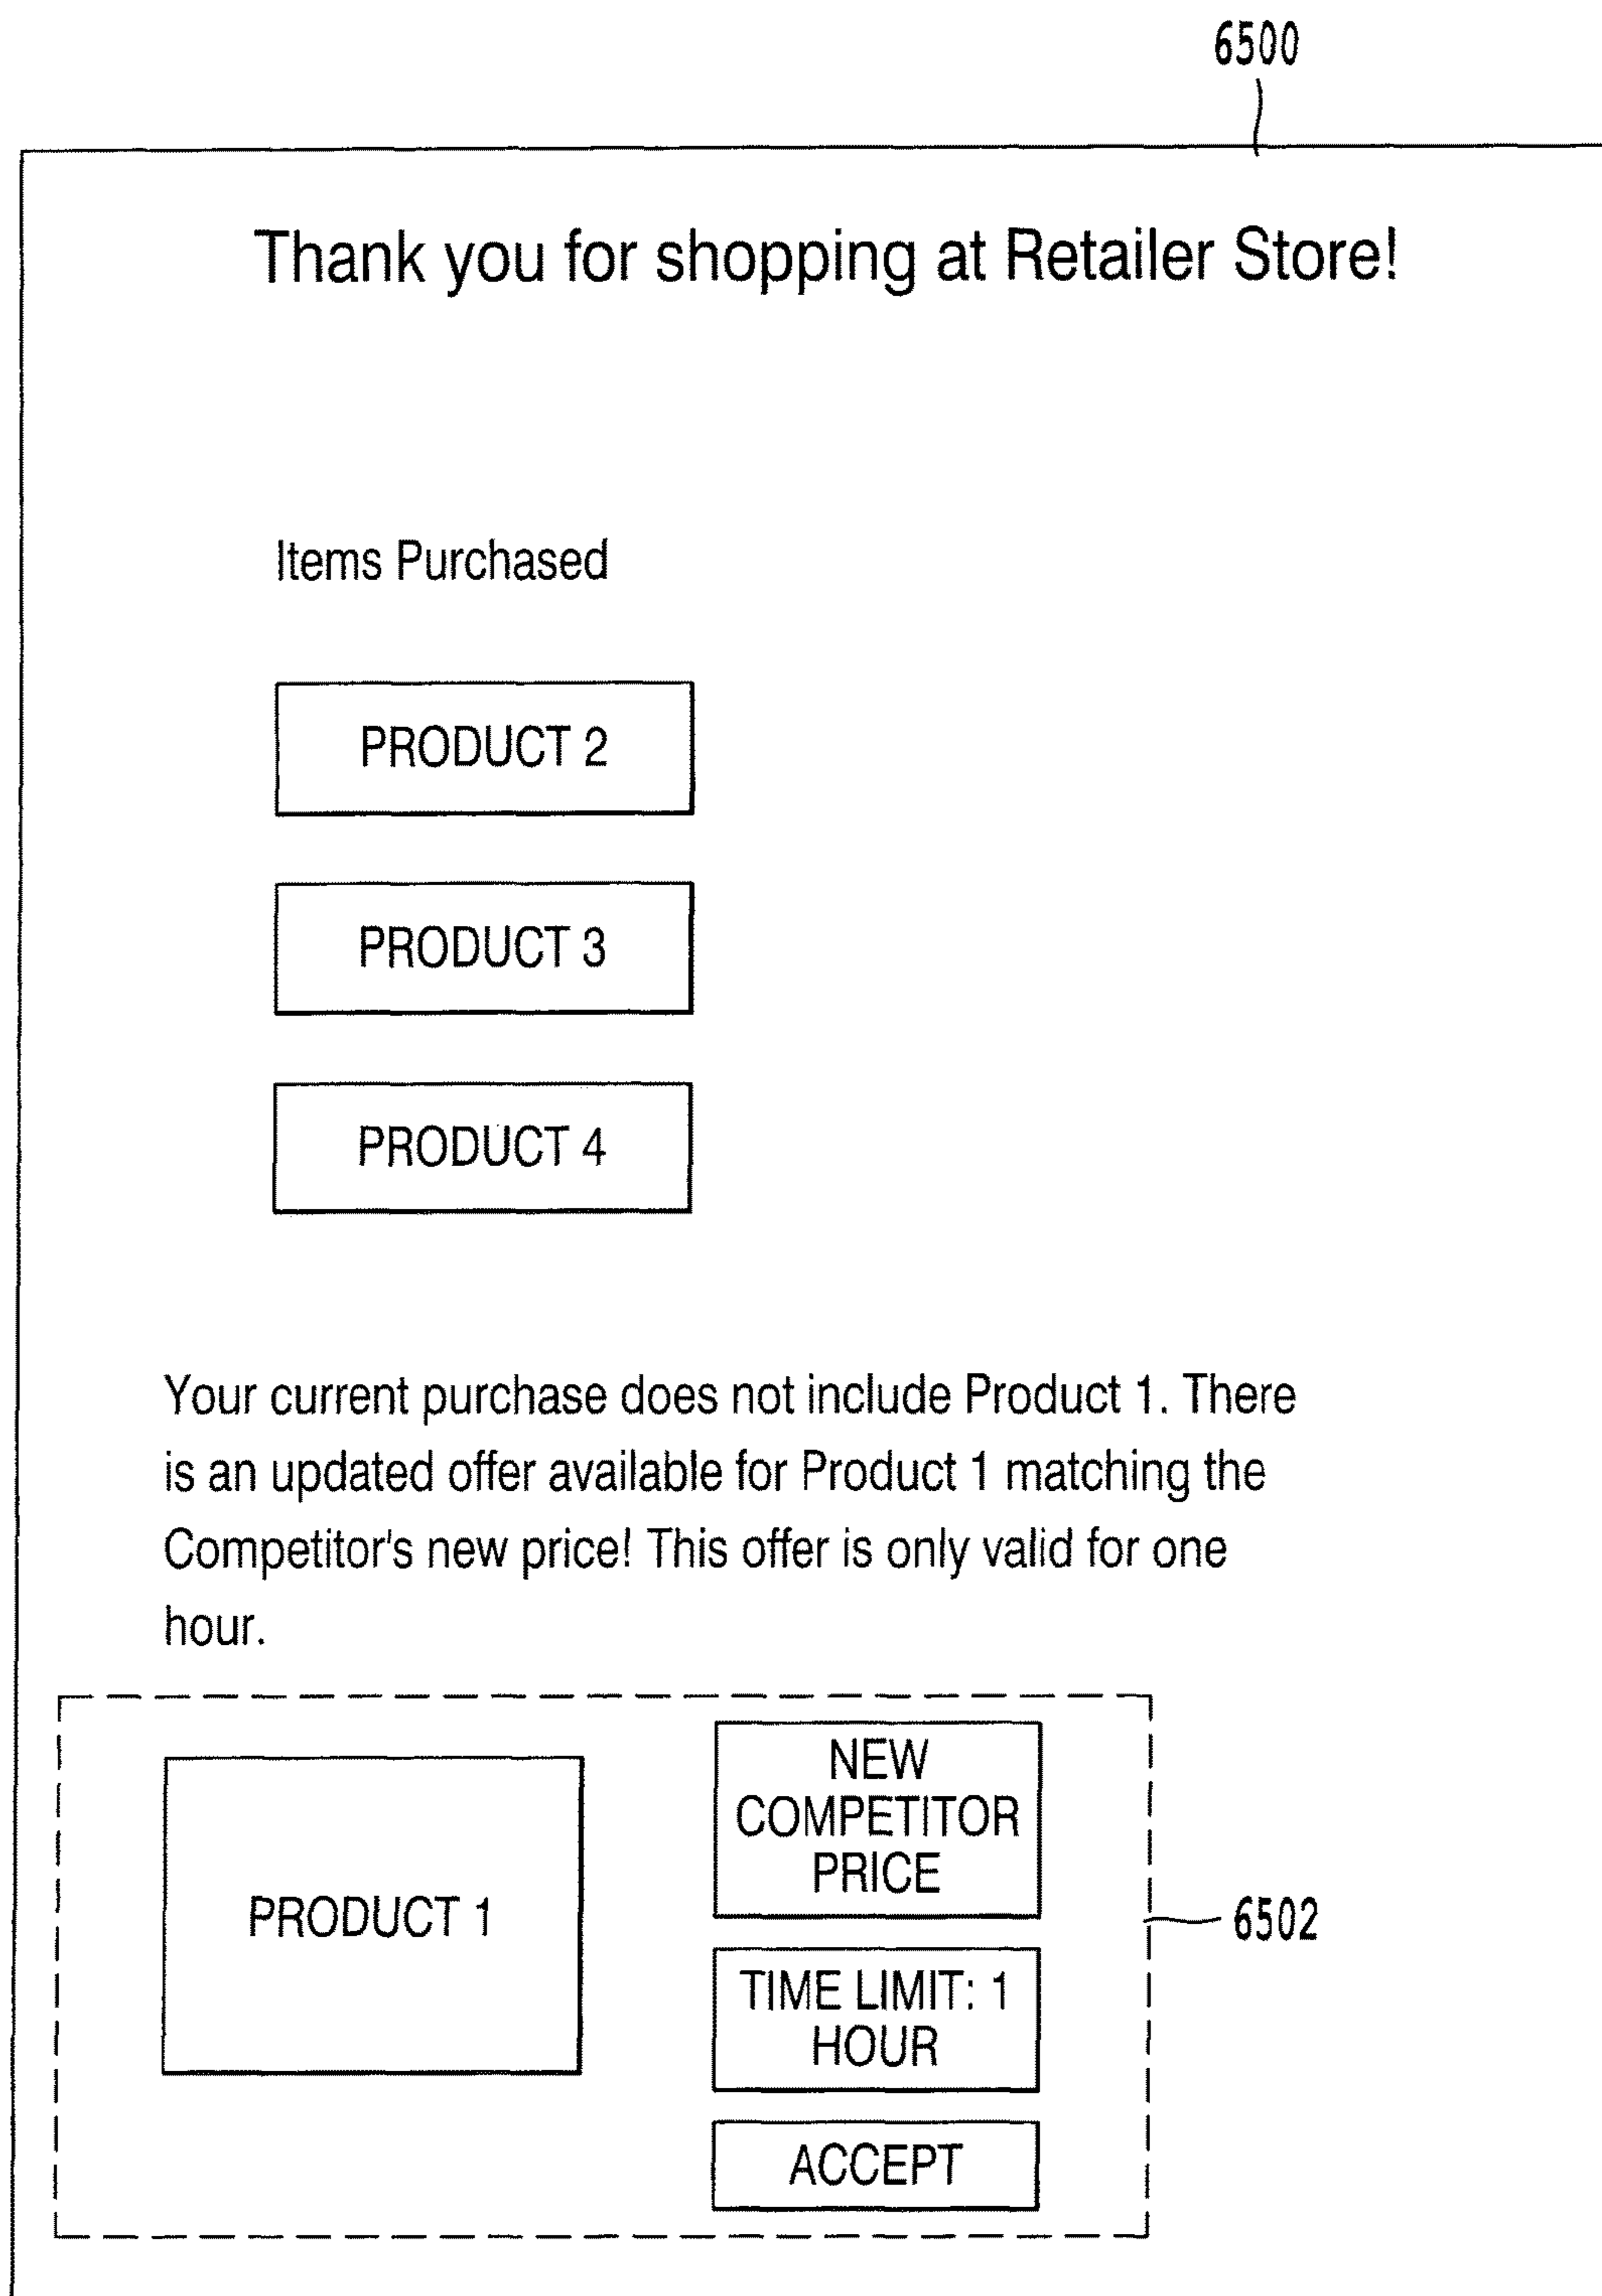 6500
Thank you for shopping at Retailer Store!
Items Purchased
PRODUCT 2
PRODUCT 3
PRODUCT 4
Your current purchase does not include Product 1. There
is an updated offer available for Product 1 matching the
Competitor's new price! This offer is only valid for one
hour.
PRODUCT 1
NEW
COMPETITOR
PRICE
TIME LIMIT: 1
HOUR
ACCEPT
6502